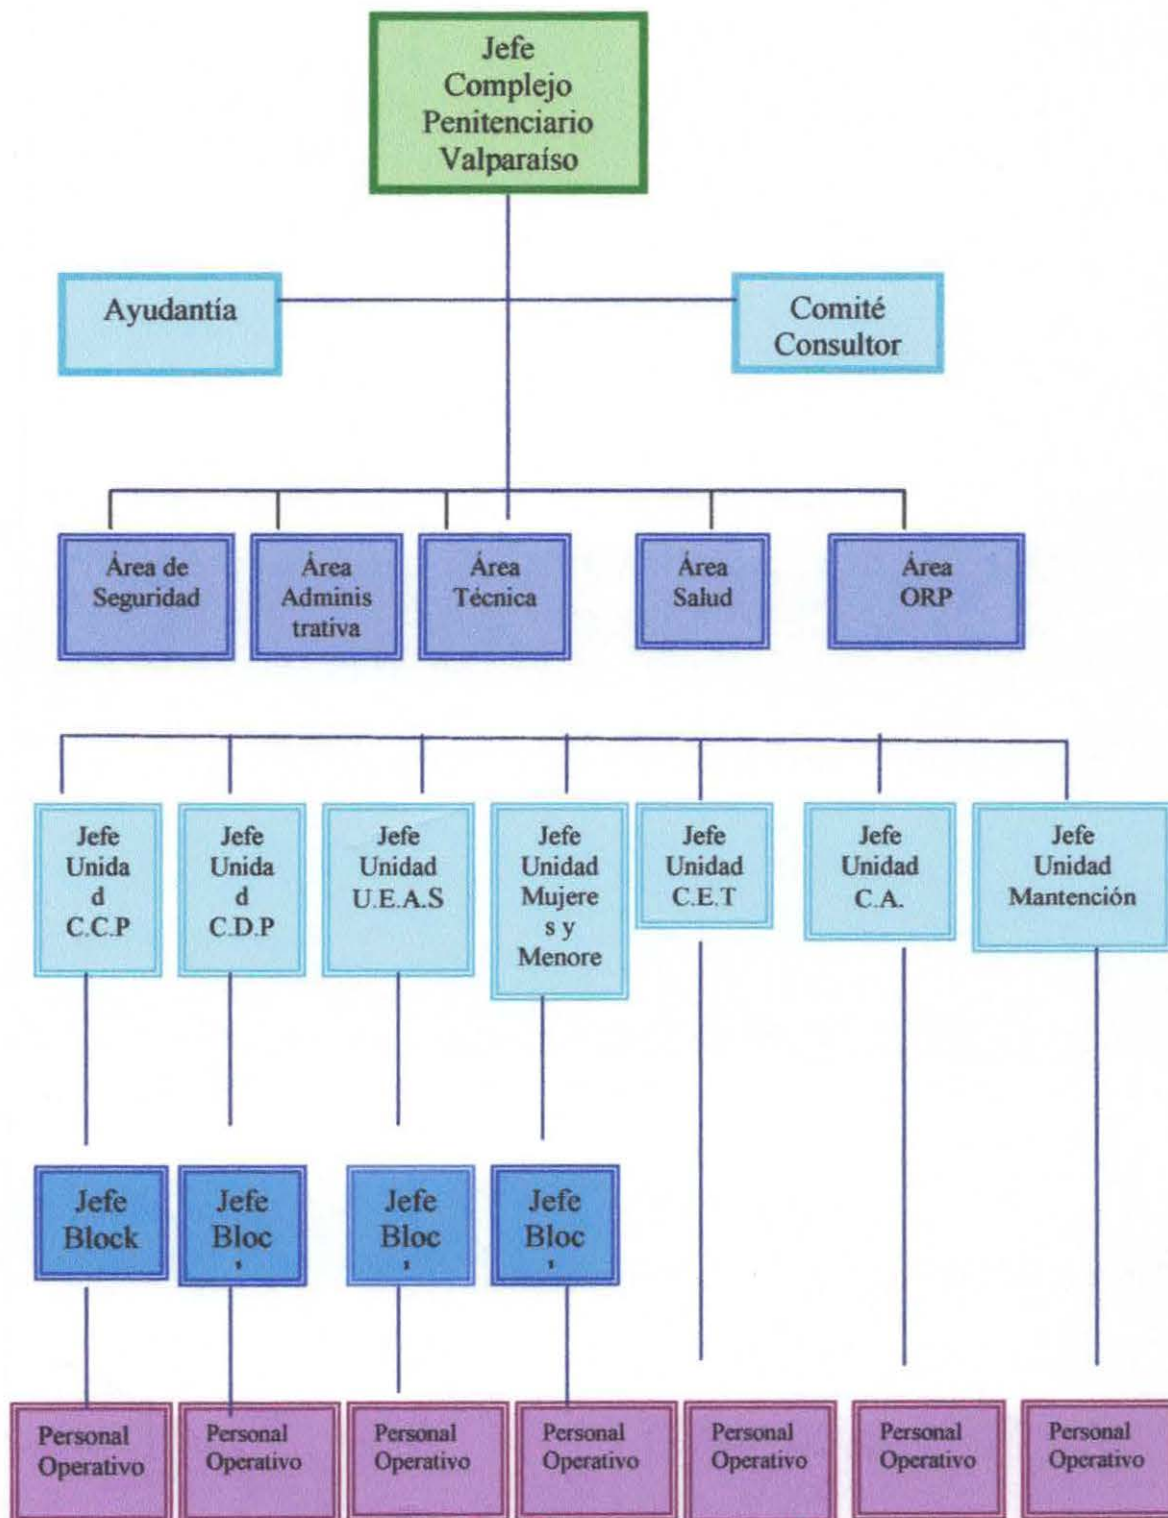 Jefe
Complejo
Penitenciario
Valparaíso
Ayudantía
Comité
Consultor
Área de
Seguridad
Área
Adminis
trativa
Área
Técnica
Área
Salud
Área
ORP
Jefe
Unida
d
C.C.P
Jefe
Unida
d
C.D.P
Jefe
Unidad
U.E.A.S
Jefe
Unidad
Mujere
s y
Menore
Jefe
Unidad
C.E.T
Jefe
Unidad
C.A.
Jefe
Unidad
Mantención
Jefe
Block
Jefe
Bloc
Jefe
Bloc
Jefe
Bloc
Personal
Operativo
Personal
Operativo
Personal
Operativo
Personal
Operativo
Personal
Operativo
Personal
Operativo
Personal
Operativo